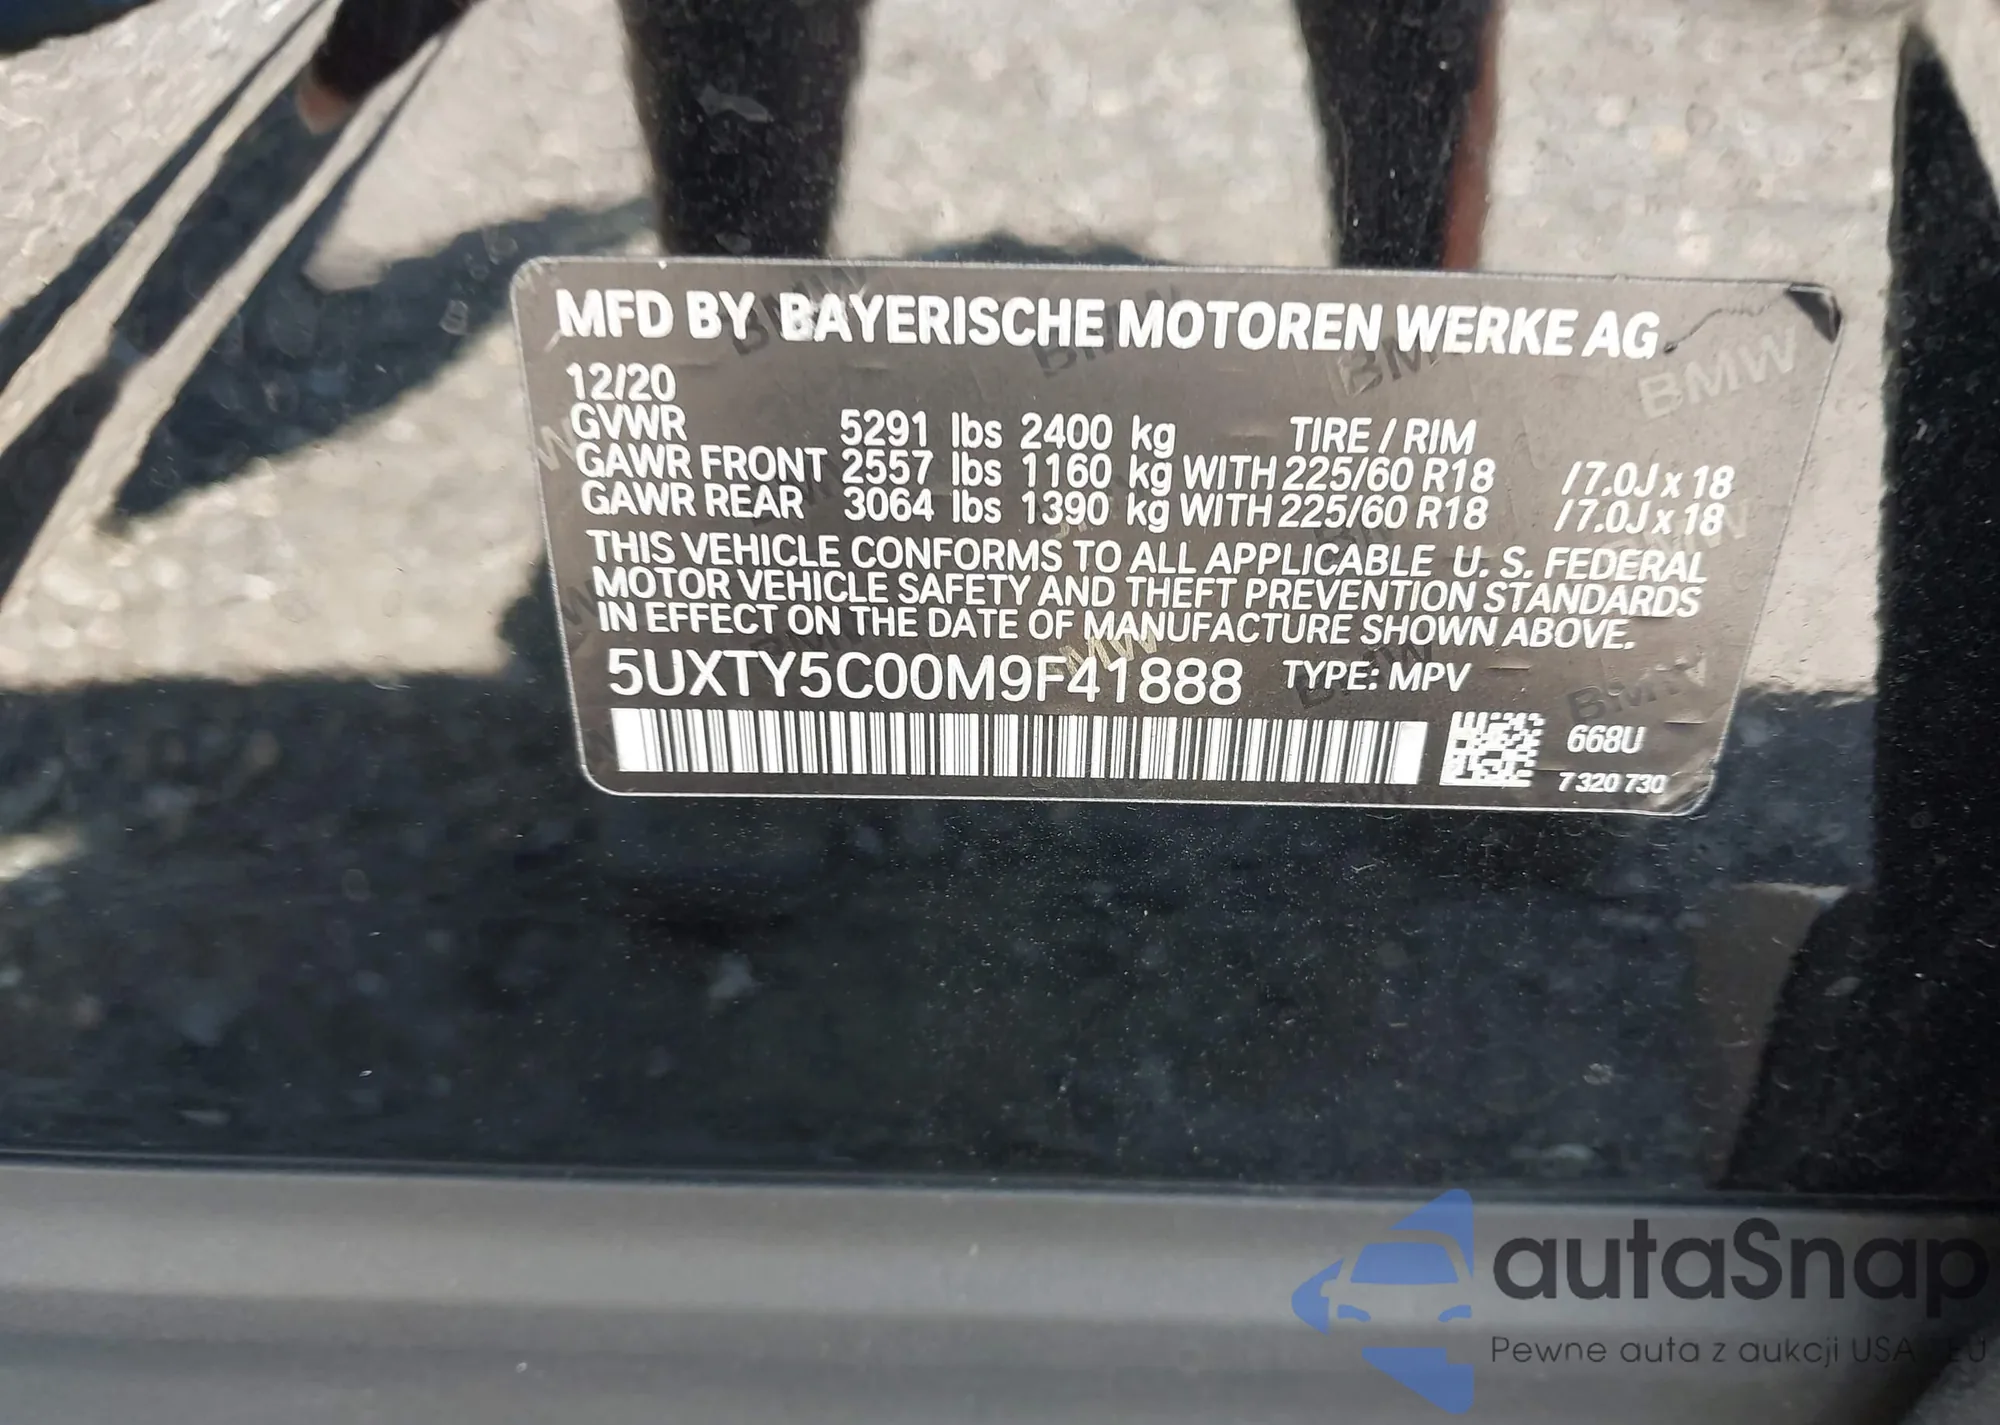 MFD BY BAYERISCHE MOTOREN WERKE AG
12/20
GVWR 5291 lbs 2400 kg TIRE / RIM
GAWR FRONT 2557 lbs 1160 kg WITH 225/60 R18 / 7.0J x 18
GAWR REAR 3064 lbs 1390 kg WITH 225/60 R18 / 7.0J x 18
THIS VEHICLE CONFORMS TO ALL APPLICABLE U. S. FEDERAL
MOTOR VEHICLE SAFETY AND THEFT PREVENTION STANDARDS
IN EFFECT ON THE DATE OF MANUFACTURE SHOWN ABOVE.
5UXTY5C00M9F41888 TYPE: MPV
668U
7 320 730
autaSnap
Pewne auta z aukcji USA EU